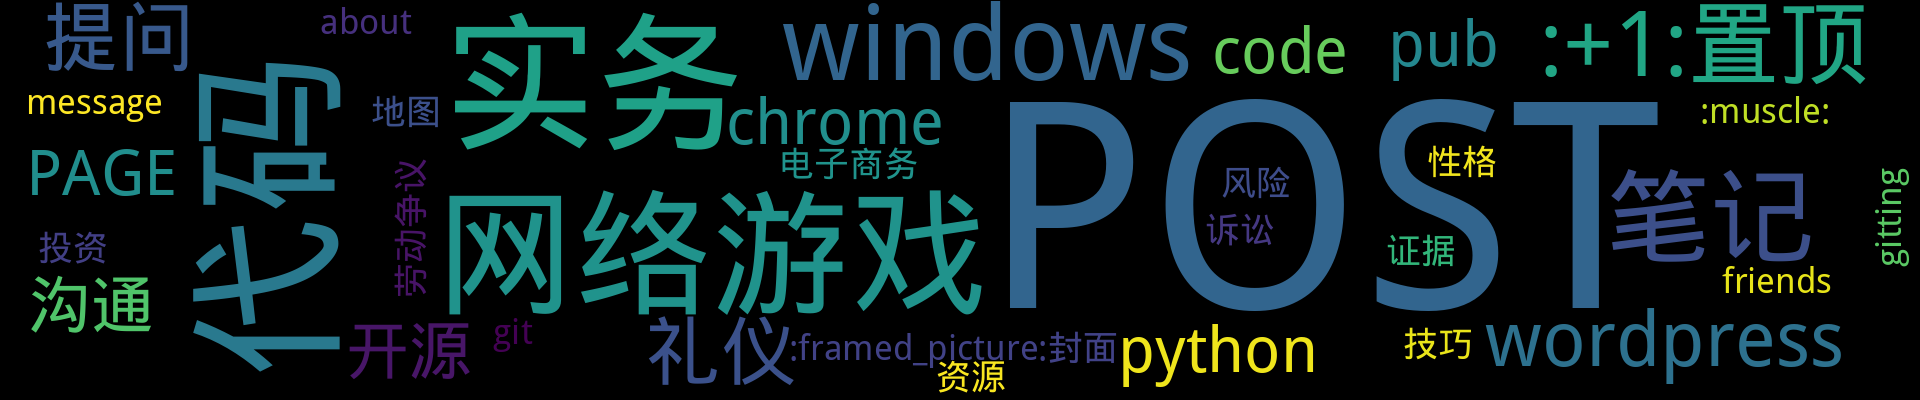 提问
about
实务
windows
code
pub
:+1:置顶
message
代码
地图
chrome
POST
:muscle:
PAGE
电子商务
性格
劳动争议
风险
笔记
gitting
网络游戏
诉讼
投资
证据
friends
沟通
开源
git
礼仪
:framed_picture:封面
python
技巧
wordpress
资源